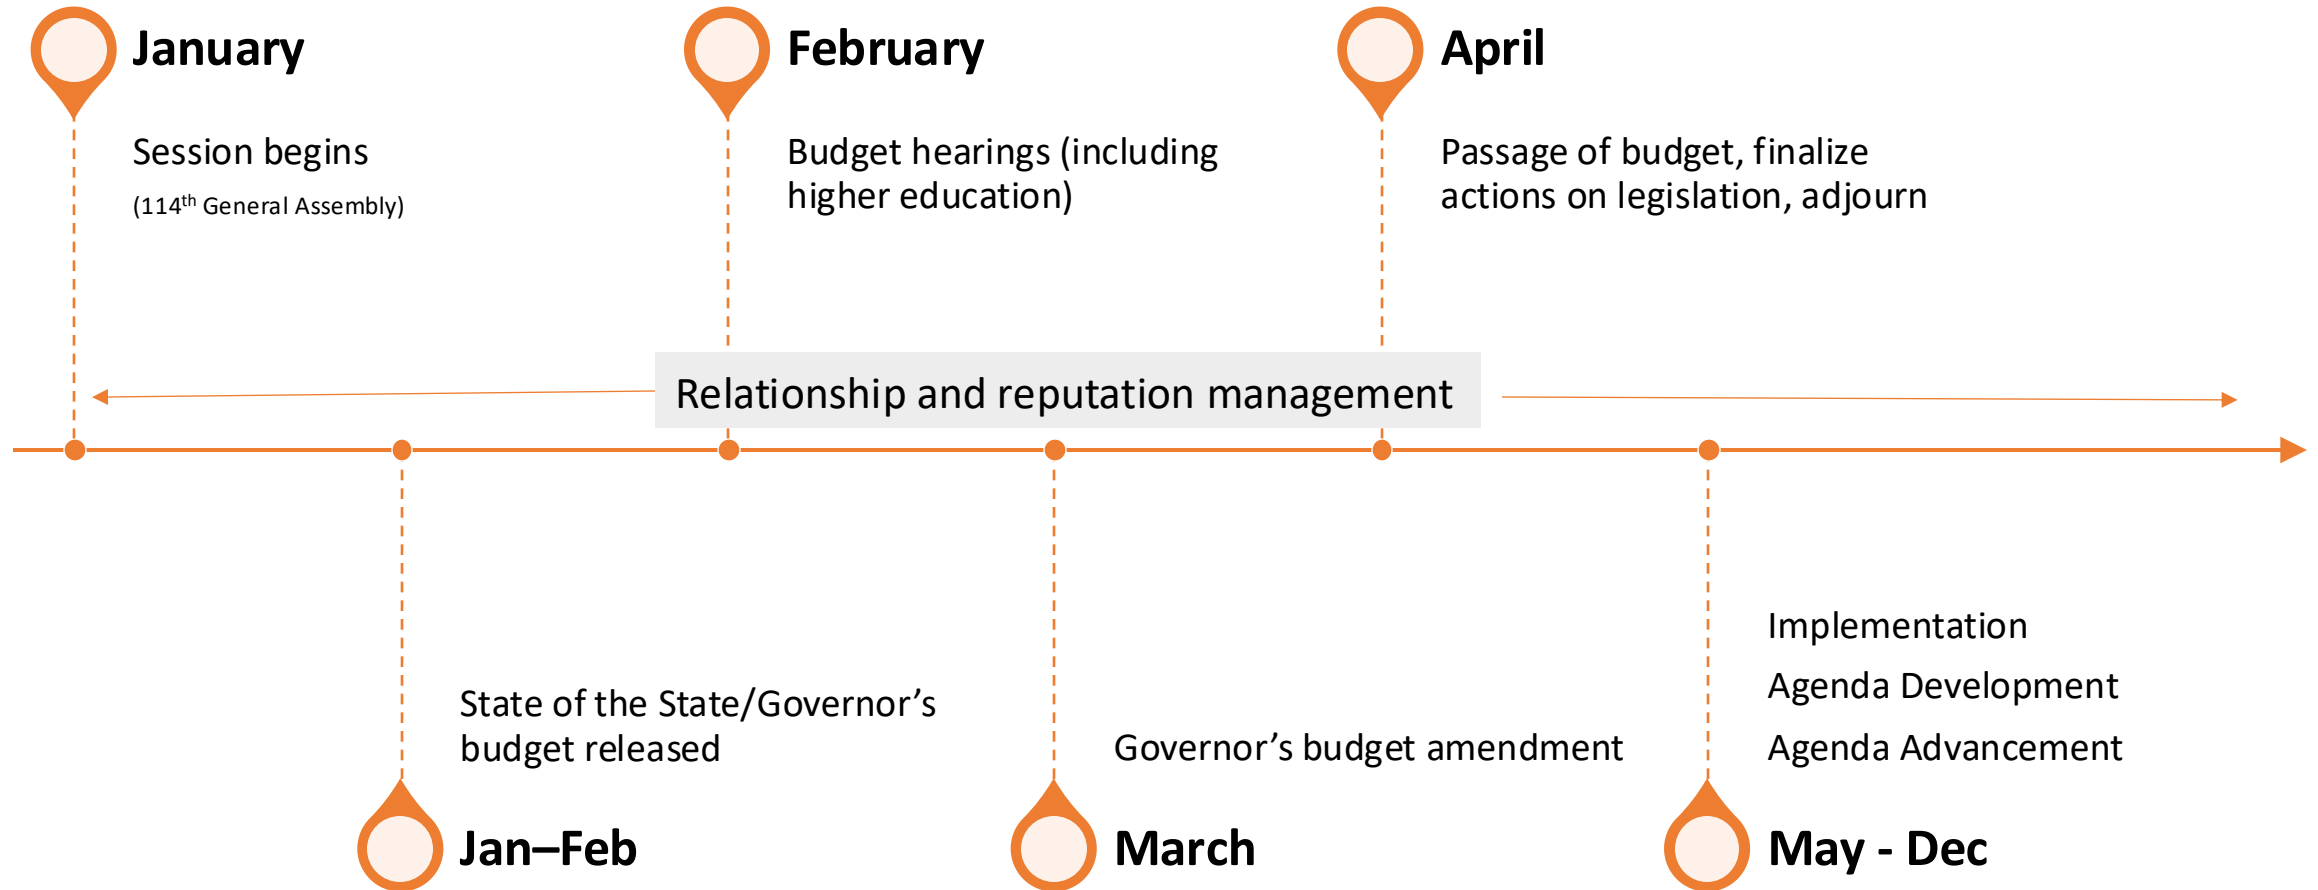 January
Session begins
(114th General Assembly)
February
Budget hearings (including
higher education)
April
Passage of budget, finalize
actions on legislation, adjourn
Relationship and reputation management
State of the State/Governor’s
budget released
Jan–Feb
Governor’s budget amendment
March
Implementation
Agenda Development
Agenda Advancement
May - Dec